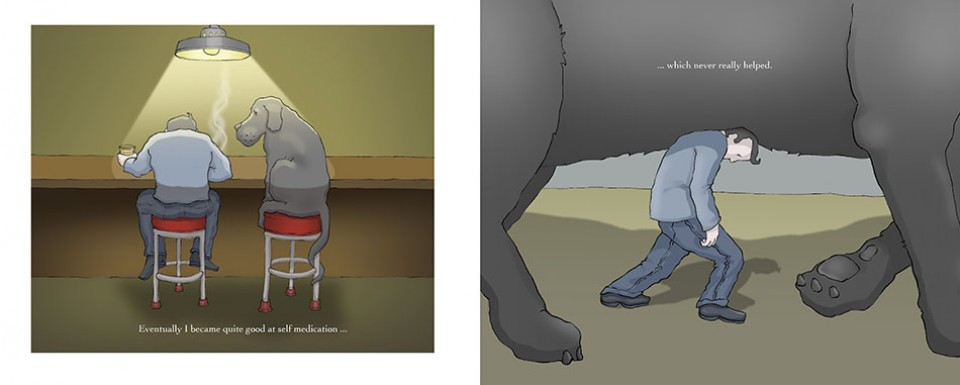 Eventually I became quite good at self medication ...
... which never really helped.